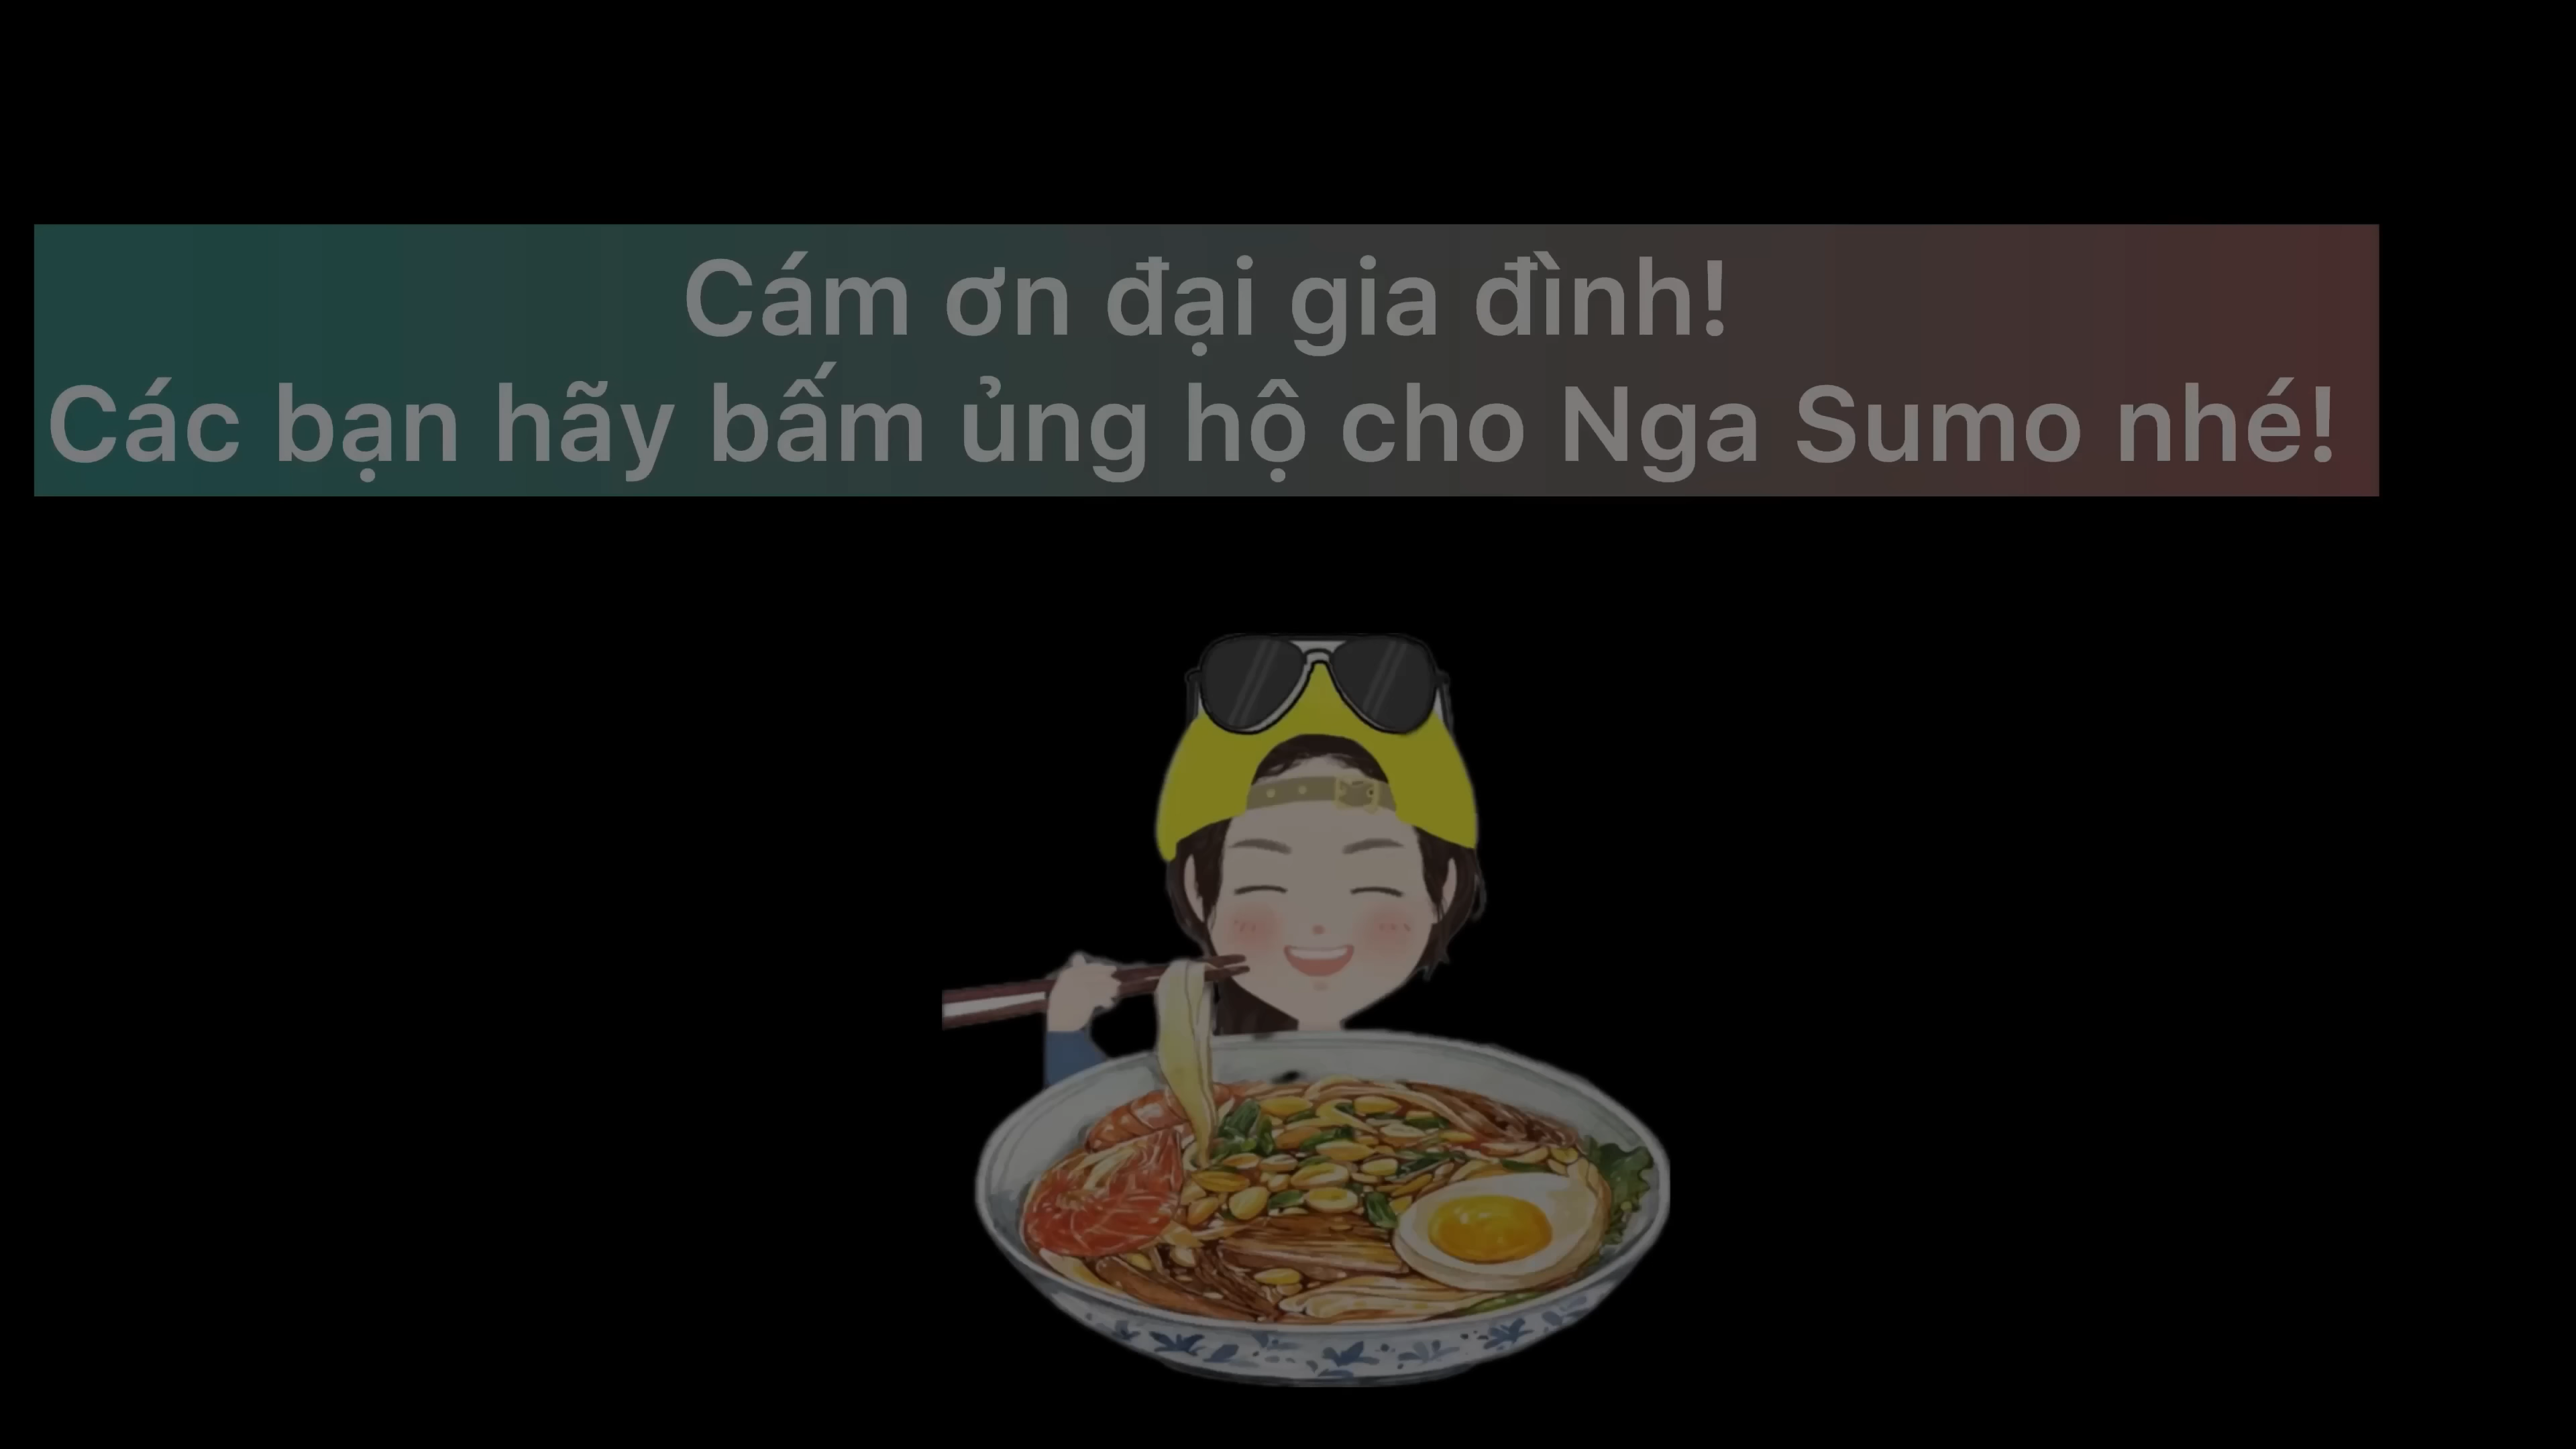 Cám ơn đại gia đình!
Các bạn hãy bấm ủng hộ cho Nga Sumo nhé!